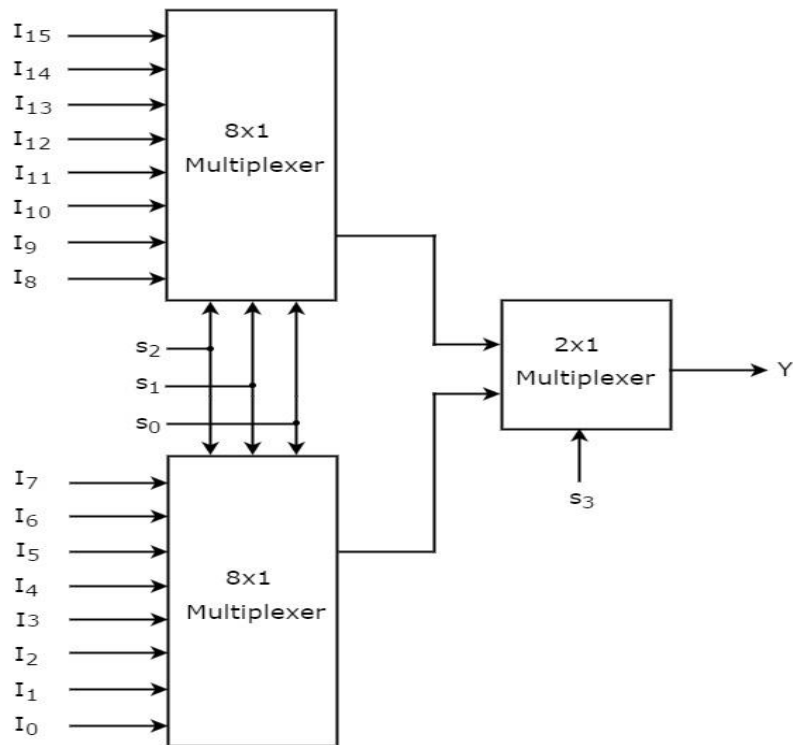 I₁₅
I₁₄
I₁₃
I₁₂
I₁₁
I₁₀
I₉
I₈
8x1
Multiplexer
s₂
s₁
s₀
2x1
Multiplexer
Y
s₃
I₇
I₆
I₅
I₄
I3
I₂
I₁
I₀
8x1
Multiplexer